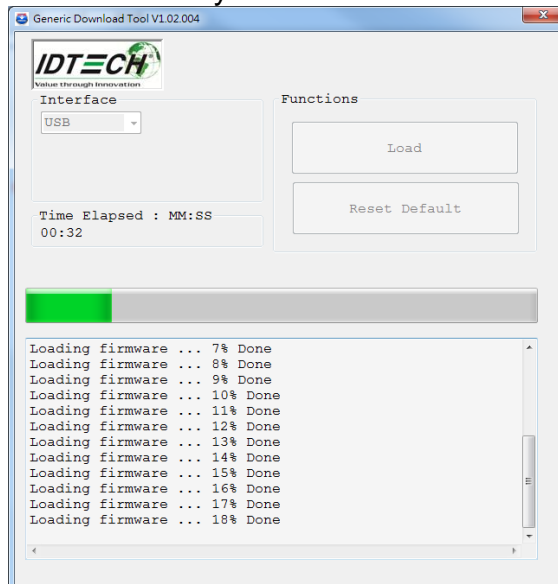 Generic Download Tool V1.02.004
IDTECH
Value through Innovation
Interface
USB
Functions
Load
Reset Default
Time Elapsed : MM:SS
00:32
Loading firmware ... 7% Done
Loading firmware ... 8% Done
Loading firmware ... 9% Done
Loading firmware ... 10% Done
Loading firmware ... 11% Done
Loading firmware ... 12% Done
Loading firmware ... 13% Done
Loading firmware ... 14% Done
Loading firmware ... 15% Done
Loading firmware ... 16% Done
Loading firmware ... 17% Done
Loading firmware ... 18% Done